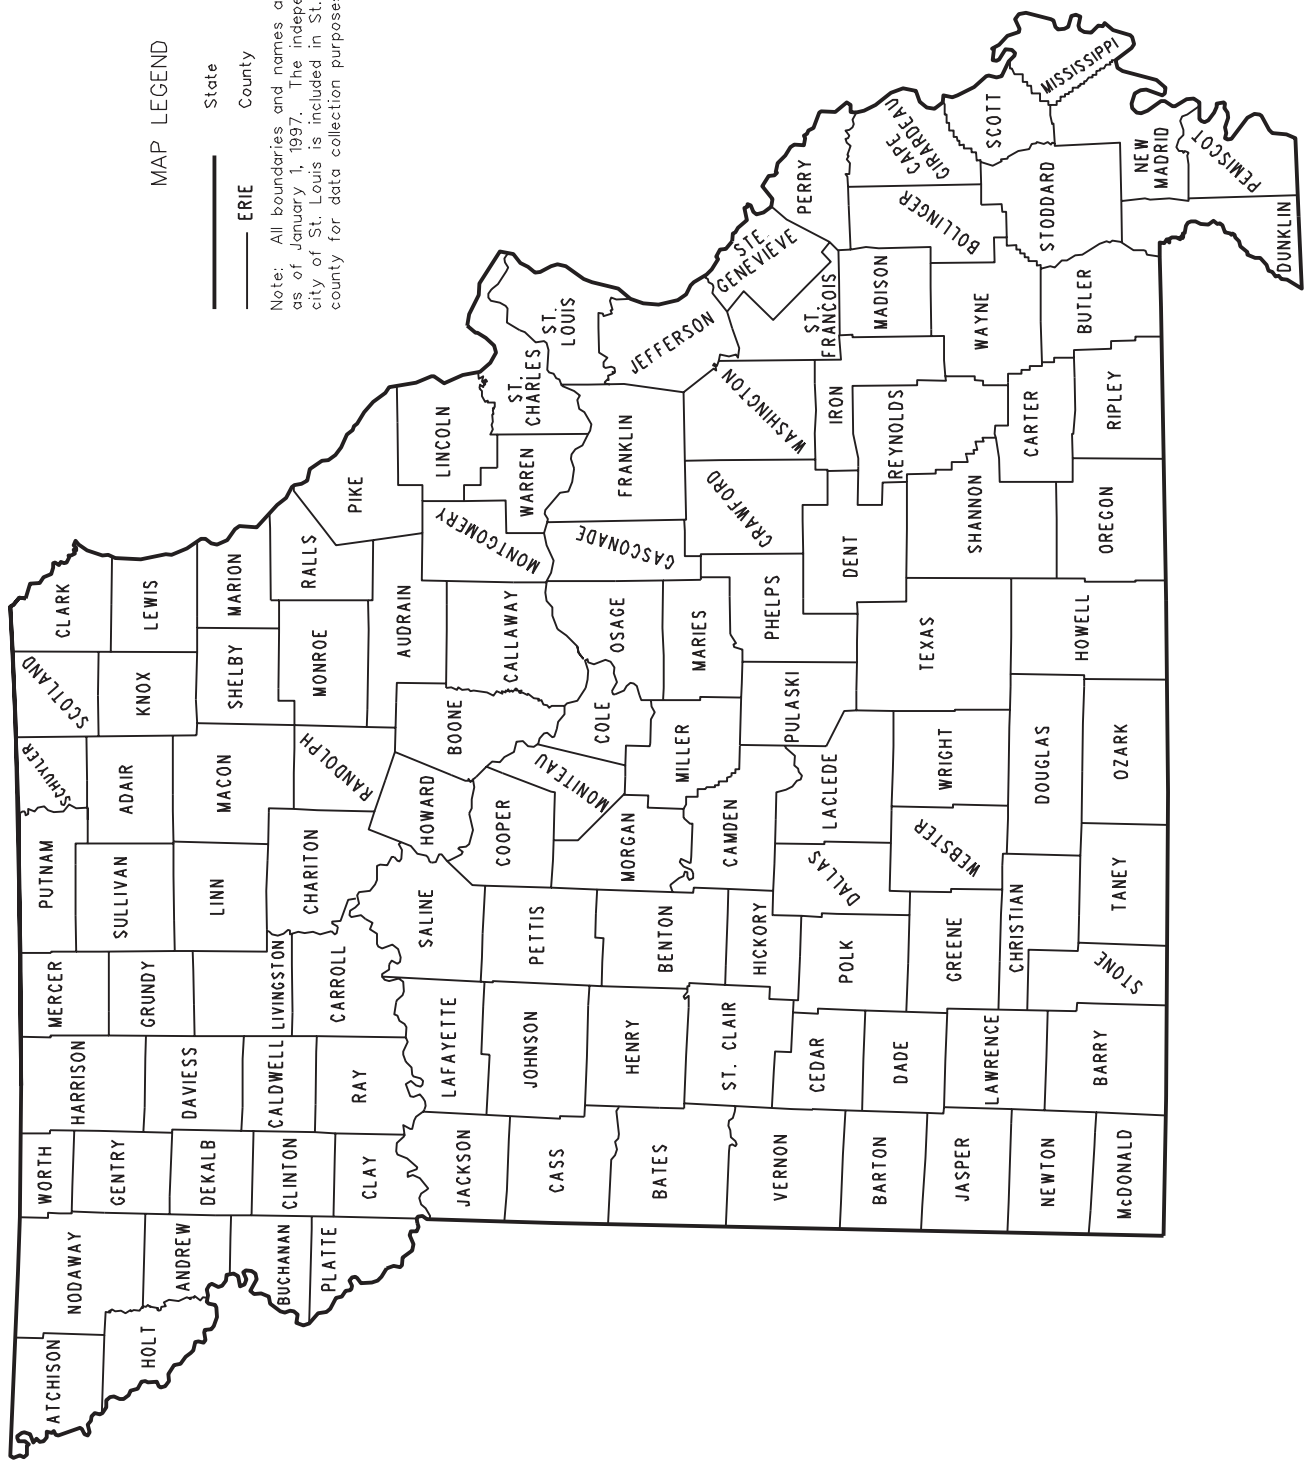 MAP LEGEND
State
ERIE County
Note: All boundaries and names a
as of January 1, 1997. The indepe
city of St. Louis is included in St.
county for data collection purposes
ATCHISON
NODAWAY
WORTH
HARRISON
MERCER
PUTNAM
SCHUYLER
SCOTLAND
CLARK
HOLT
ANDREW
GENTRY
DEKALB
DAVIESS
GRUNDY
SULLIVAN
ADAIR
KNOX
LEWIS
BUCHANAN
CLINTON
CALDWELL
LIVINGSTON
LINN
MACON
SHELBY
MARION
PLATTE
CLAY
RAY
CARROLL
CHARITON
RANDOLPH
MONROE
RALLS
PIKE
JACKSON
LAFAYETTE
SALINE
HOWARD
BOONE
AUDRAIN
CALLAWAY
MONTGOMERY
LINCOLN
WARREN
ST.
CHARLES
ST.
LOUIS
CASS
JOHNSON
PETTIS
COOPER
MONITEAU
COLE
OSAGE
GASCONADE
FRANKLIN
JEFFERSON
BATES
HENRY
BENTON
MORGAN
MILLER
MARIES
CRAWFORD
WASHINGTON
STE.
GENEVIEVE
VERNON
ST. CLAIR
HICKORY
CAMDEN
PULASKI
PHELPS
DENT
IRON
ST.
FRANCOIS
PERRY
BARTON
CEDAR
POLK
DALLAS
LACLEDE
TEXAS
REYNOLDS
MADISON
BOLLINGER
CAPE
GIRARDEAU
JASPER
DADE
GREENE
WEBSTER
WRIGHT
SHANNON
WAYNE
SCOTT
MISSISSIPPI
NEWTON
LAWRENCE
CHRISTIAN
DOUGLAS
HOWELL
CARTER
BUTLER
STODDARD
NEW
MADRID
McDONALD
BARRY
STONE
TANEY
OZARK
OREGON
RIPLEY
DUNKLIN
PEMISCOT